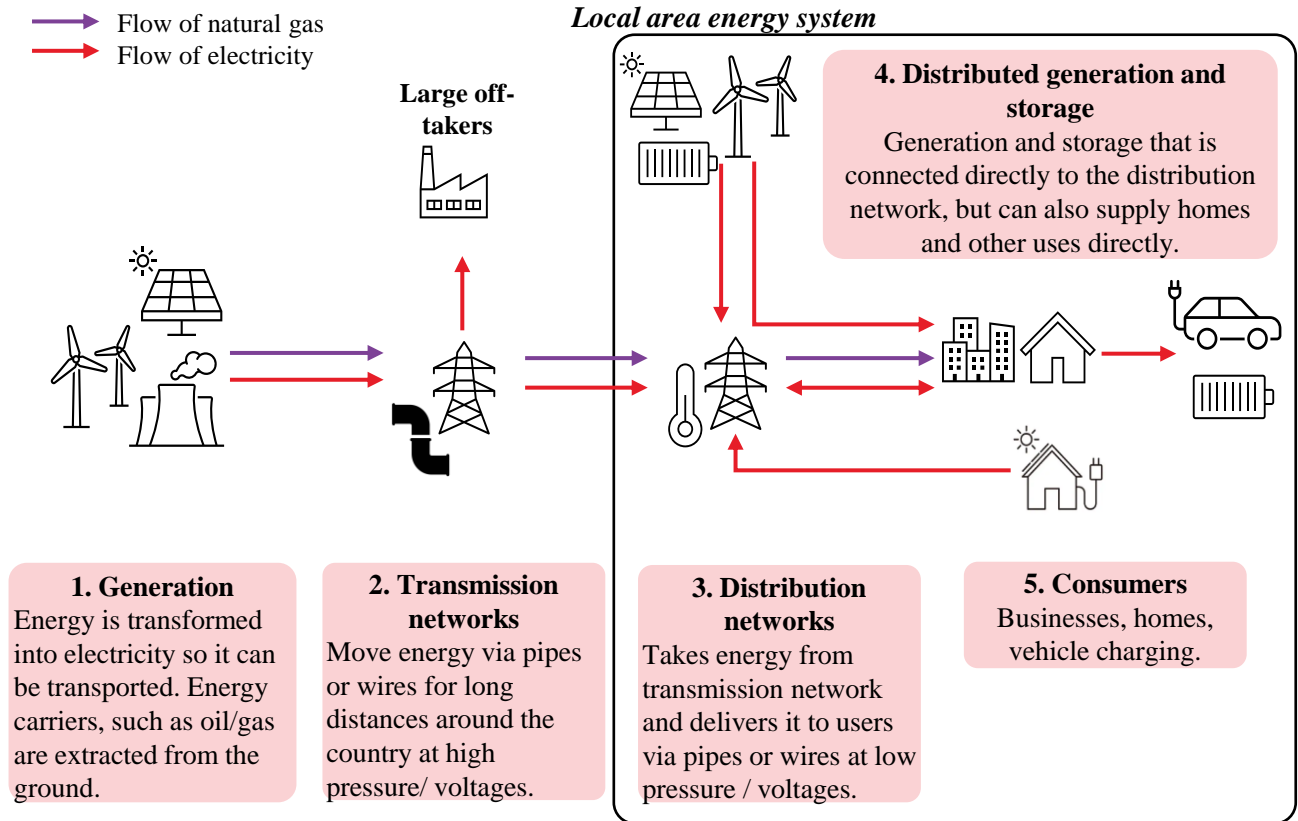 Local area energy system
Flow of natural gas
Flow of electricity
Large off-
takers
4. Distributed generation and
storage
Generation and storage that is
connected directly to the distribution
network, but can also supply homes
and other uses directly.
1. Generation
Energy is transformed
into electricity so it can
be transported. Energy
carriers, such as oil/gas
are extracted from the
ground.
2. Transmission
networks
Move energy via pipes
or wires for long
distances around the
country at high
pressure/ voltages.
3. Distribution
networks
Takes energy from
transmission network
and delivers it to users
via pipes or wires at low
pressure / voltages.
5. Consumers
Businesses, homes,
vehicle charging.